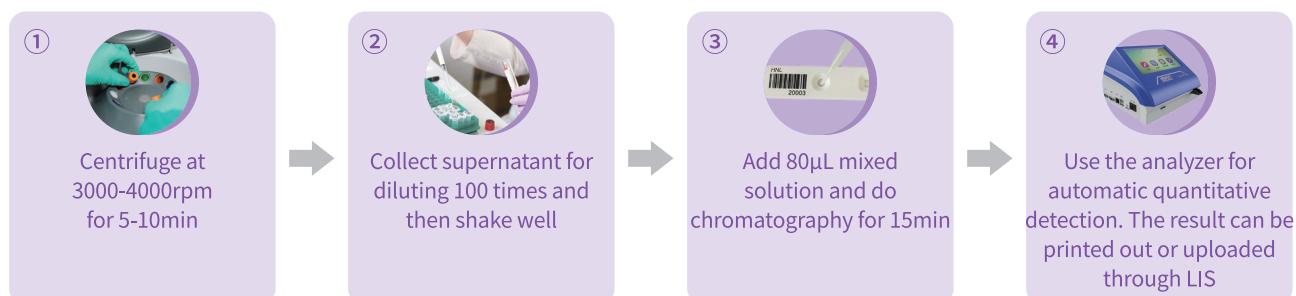 ①
Centrifuge at
3000-4000rpm
for 5-10min
②
Collect supernatant for
diluting 100 times and
then shake well
③
HNL
20003
Add 80μL mixed
solution and do
chromatography for 15min
④
Use the analyzer for
automatic quantitative
detection. The result can be
printed out or uploaded
through LIS